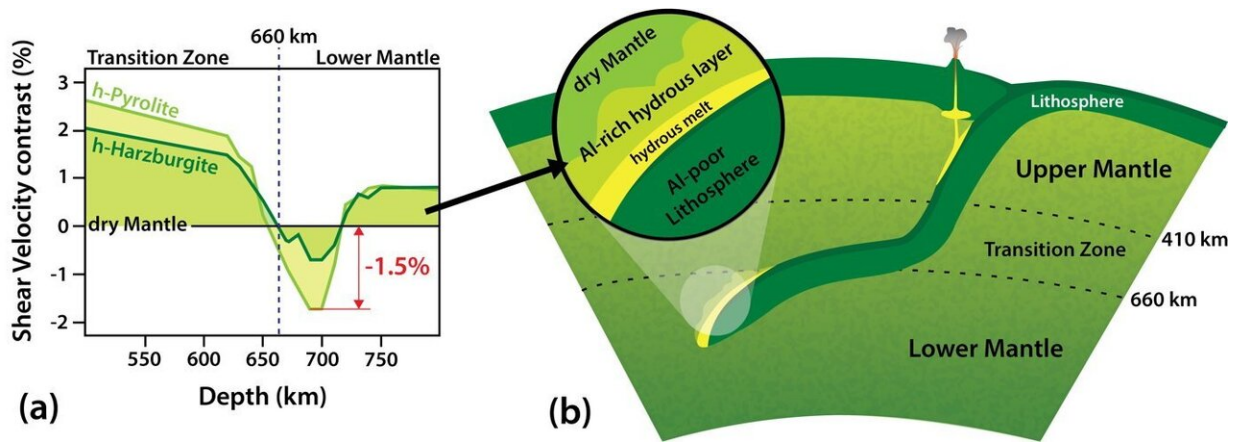 660 km
Transition Zone
Lower Mantle
Shear Velocity contrast (%)
3
2
1
0
-1
-2
h-Pyrolite
h-Harzburgite
dry Mantle
-1.5%
550
600
650
700
750
Depth (km)
(a)
dry Mantle
Al-rich hydrous layer
hydrous melt
Al-poor
Lithosphere
Lithosphere
Upper Mantle
410 km
Transition Zone
660 km
Lower Mantle
(b)